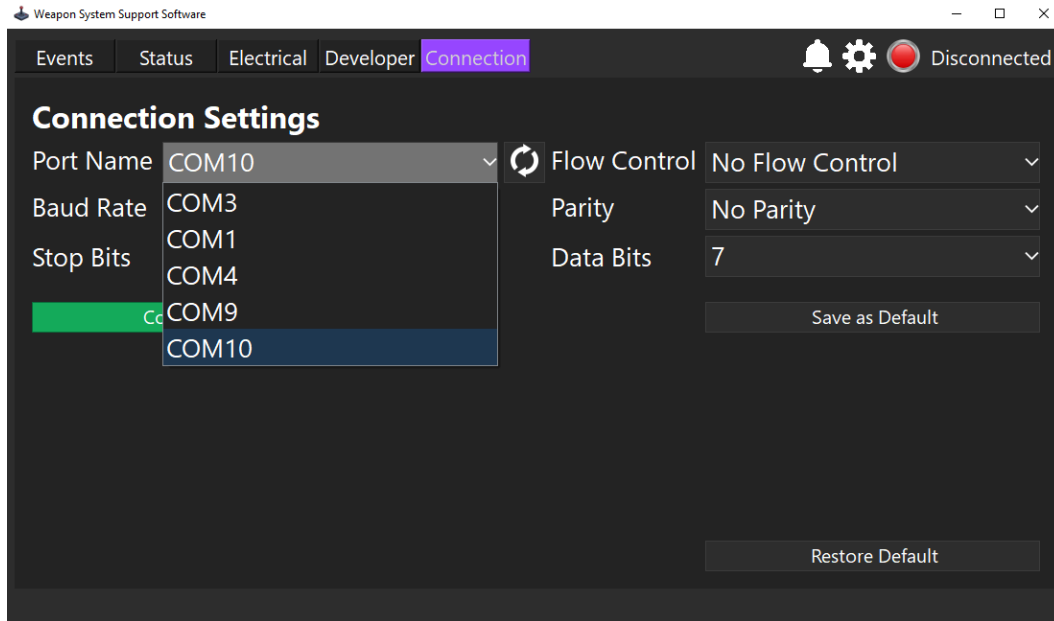 Weapon System Support Software
Events Status Electrical Developer Connection Disconnected
Connection Settings
Port Name COM10 Flow Control No Flow Control
COM3
Baud Rate Parity No Parity
COM1
Stop Bits Data Bits 7
COM4
COM9 Save as Default
COM10
Restore Default